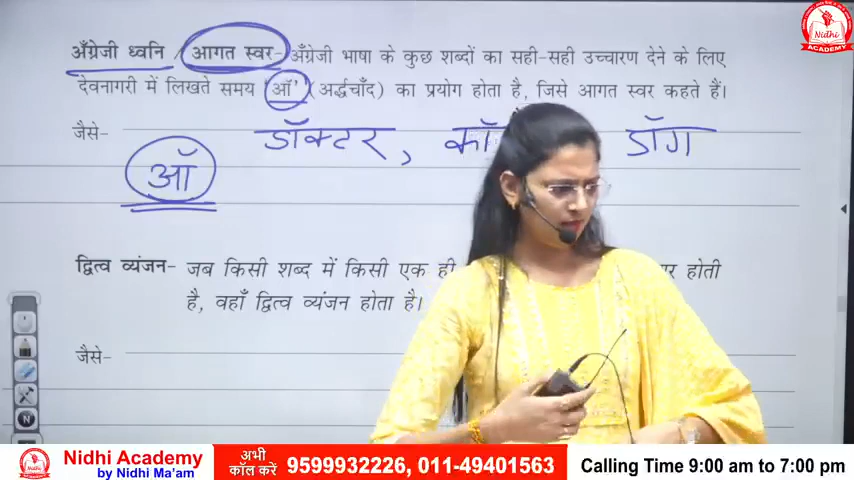 अँग्रेजी ध्वनि / आगत स्वर- अँग्रेजी भाषा के कुछ शब्दों का सही-सही उच्चारण देने के लिए
देवनागरी में लिखते समय 'ऑ' (अर्द्धचाँद) का प्रयोग होता है, जिसे आगत स्वर कहते हैं।
जैसे- डॉक्टर, डॉग
ऑ
द्वित्व व्यंजन- जब किसी शब्द में किसी एक ही होती
है, वहाँ द्वित्व व्यंजन होता है।
जैसे-
N
Nidhi
ACADEMY
Nidhi Academy
by Nidhi Ma'am
अभी
कॉल करें
9599932226, 011-49401563
Calling Time 9:00 am to 7:00 pm